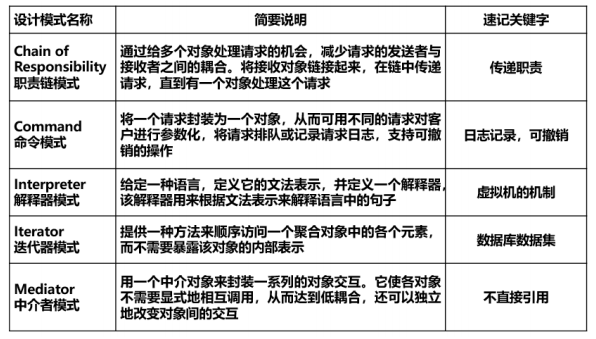 设计模式名称 简要说明 速记关键字
Chain of
Responsibility
职责链模式
通过给多个对象处理请求的机会，减少请求的发送者与
接收者之间的耦合。将接收对象链接起来，在链中传递
请求，直到有一个对象处理这个请求
传递职责
Command
命令模式
将一个请求封装为一个对象，从而可用不同的请求对客
户进行参数化，将请求排队或记录请求日志，支持可撤
销的操作
日志记录，可撤销
Interpreter
解释器模式
给定一种语言，定义它的文法表示，并定义一个解释器，
该解释器用来根据文法表示来解释语言中的句子
虚拟机的机制
Iterator
迭代器模式
提供一种方法来顺序访问一个聚合对象中的各个元素，
而不需要暴露该对象的内部表示
数据库数据集
Mediator
中介者模式
用一个中介对象来封装一系列的对象交互。它使各对象
不需要显式地相互调用，从而达到低耦合，还可以独立
地改变对象间的交互
不直接引用